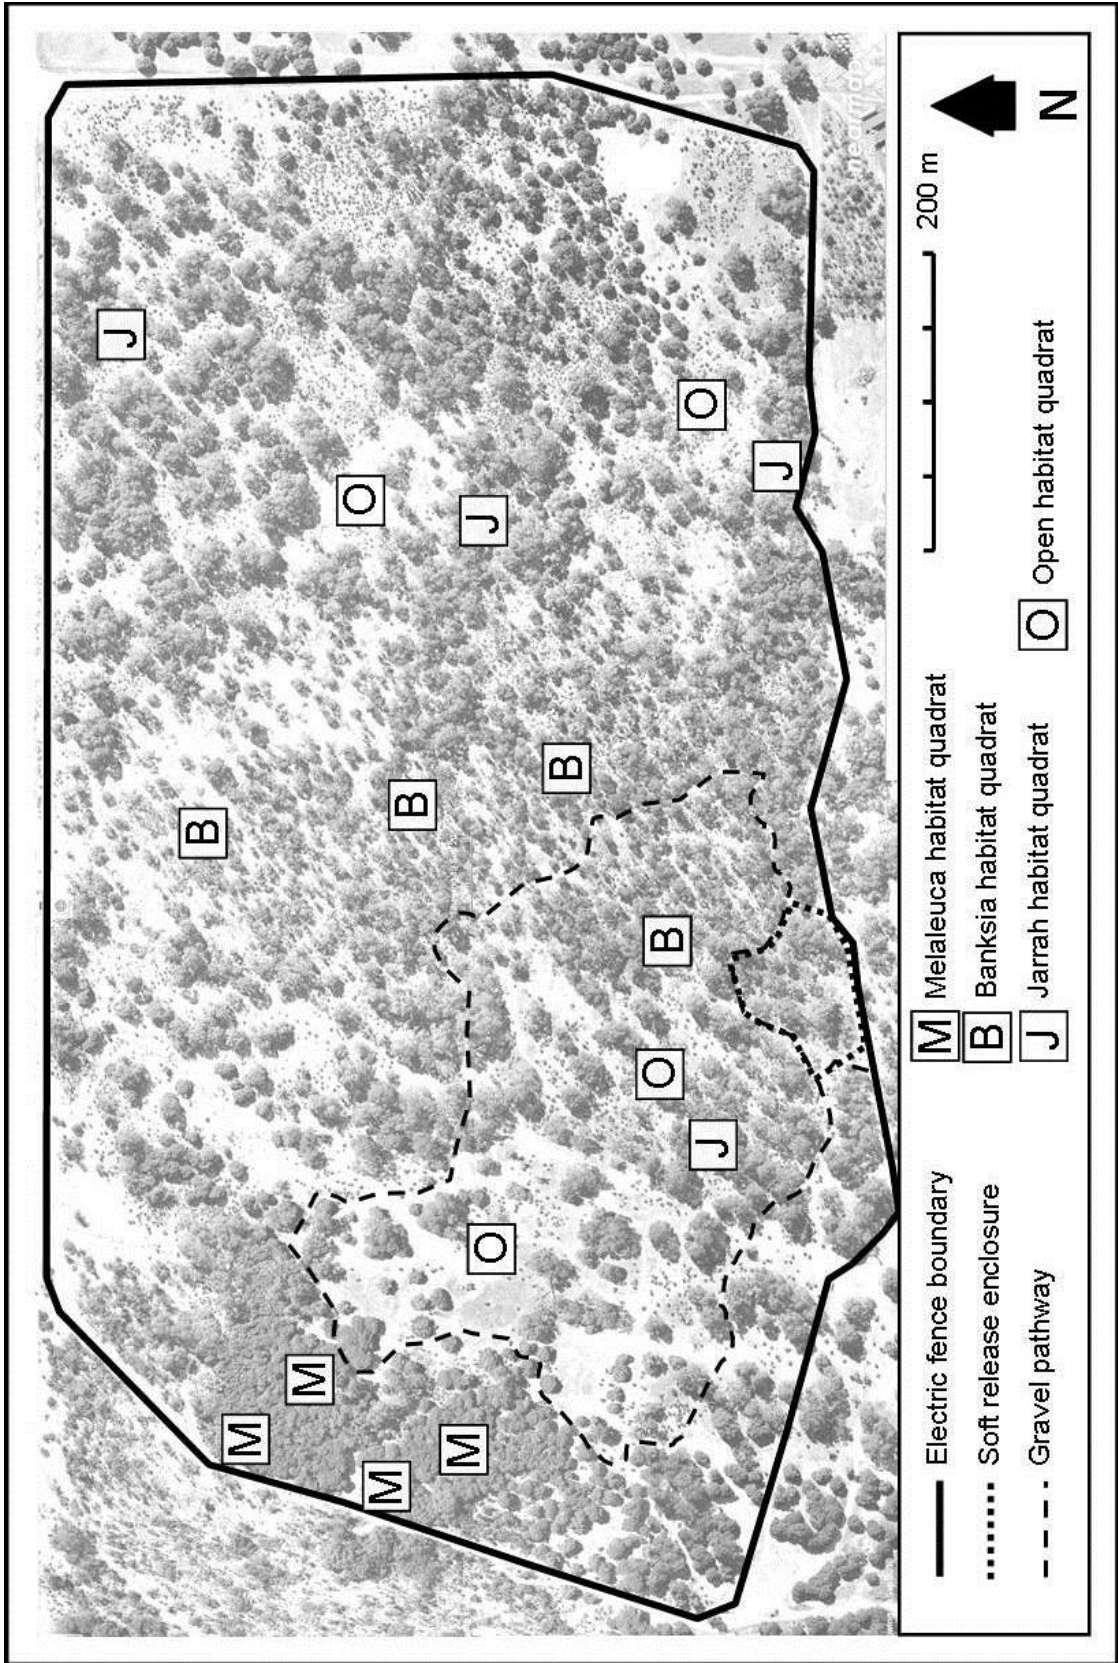 J
B
M
M
O
M
B
M
J
O
B
O
B
O
J
J
Electric fence boundary
Soft release enclosure
Gravel pathway
M Melaleuca habitat quadrat
B Banksia habitat quadrat
J Jarrah habitat quadrat
O Open habitat quadrat
200 m
N